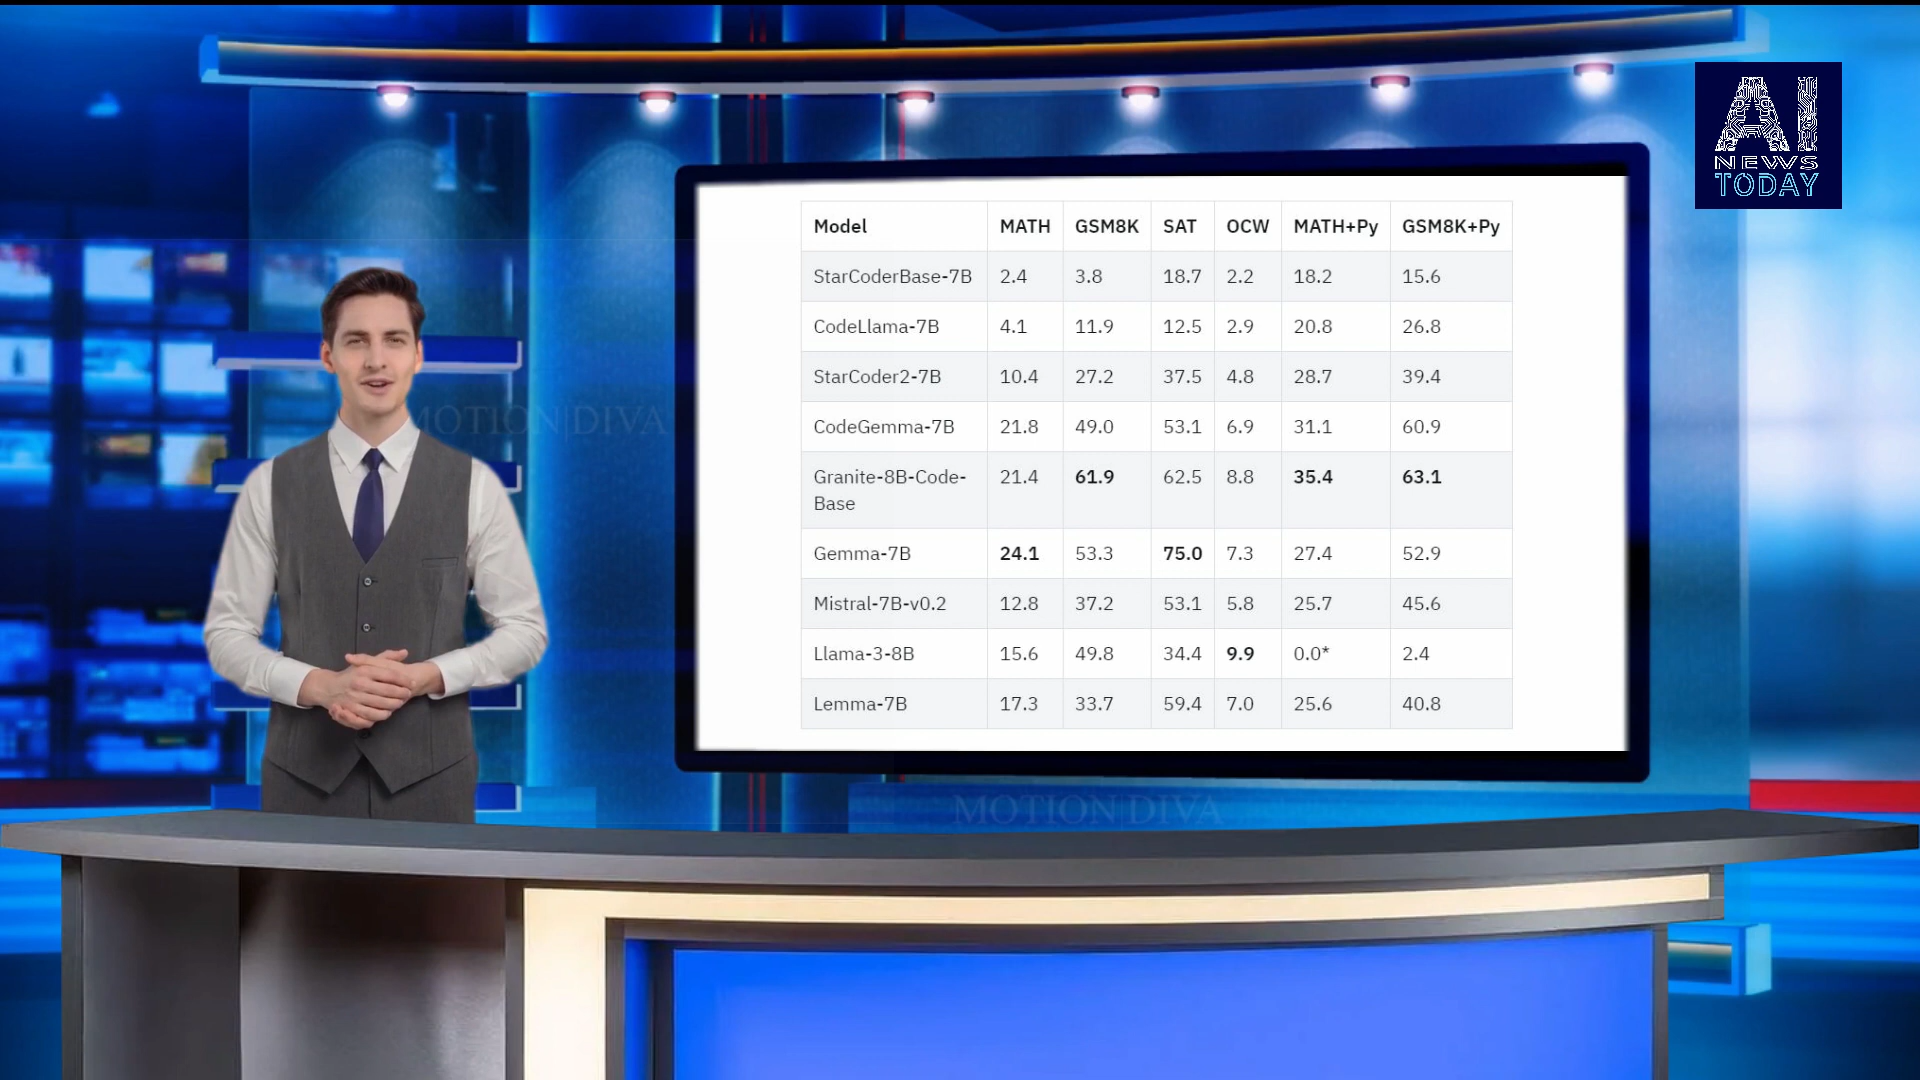 AI
NEWS
TODAY
Model MATH GSM8K SAT OCW MATH+Py GSM8K+Py
StarCoderBase-7B 2.4 3.8 18.7 2.2 18.2 15.6
CodeLlama-7B 4.1 11.9 12.5 2.9 20.8 26.8
StarCoder2-7B 10.4 27.2 37.5 4.8 28.7 39.4
CodeGemma-7B 21.8 49.0 53.1 6.9 31.1 60.9
Granite-8B-Code- 21.4 61.9 62.5 8.8 35.4 63.1
Base
Gemma-7B 24.1 53.3 75.0 7.3 27.4 52.9
Mistral-7B-v0.2 12.8 37.2 53.1 5.8 25.7 45.6
Llama-3-8B 15.6 49.8 34.4 9.9 0.0* 2.4
Lemma-7B 17.3 33.7 59.4 7.0 25.6 40.8
MOTION|DIVA
MOTION DIVA